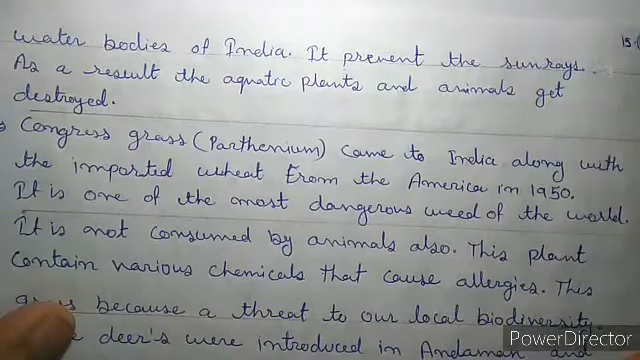 15
water bodies of India. It prevent the sunrays.
As a result the aquatic plants and animals get
destroyed.
Congress grass (Parthenium) came to India along with
the imported wheat from the America in 1950.
It is one of the most dangerous weed of the world.
It is not consumed by animals also. This plant
contain various chemicals that cause allergies. This
grass because a threat to our local biodiversity.
deer's were introduced in Andaman and
PowerDirector